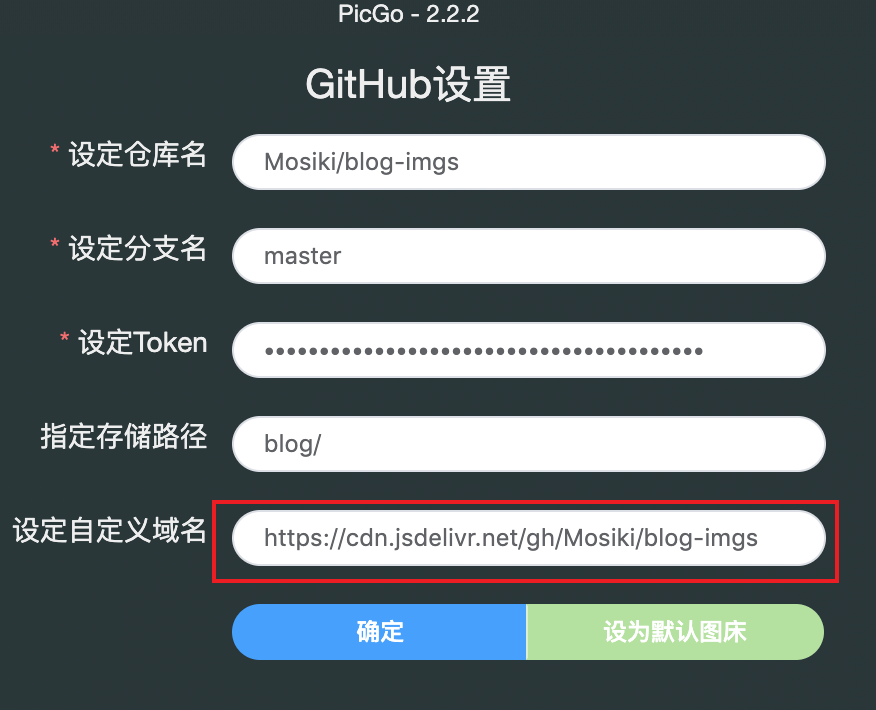 PicGo - 2.2.2
GitHub设置
* 设定仓库名 Mosiki/blog-imgs
* 设定分支名 master
* 设定Token ••••••••••••••••••••••••••••••••••••••••
指定存储路径 blog/
设定自定义域名 https://cdn.jsdelivr.net/gh/Mosiki/blog-imgs
确定 设为默认图床